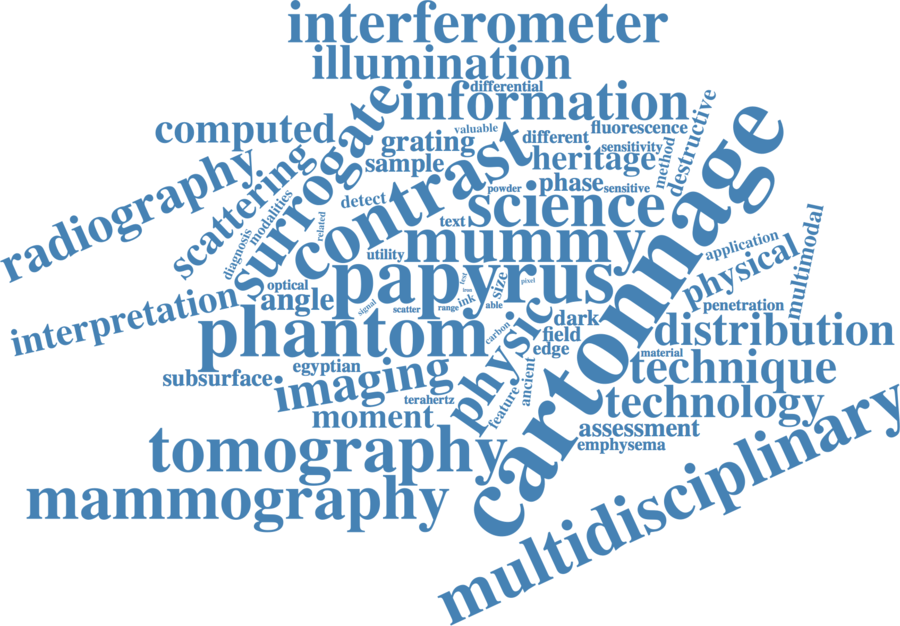 interferometer
illumination
differential
information
surrogate
computed
grating
valuable
different
fluorescence
sensitivity
method
destructive
cartonnage
radiography
scattering
sample
contrast
heritage
phase
sensitive
powder
science
detect
related
modalities
diagnosis
text
mummy
utility
papyrus
application
physical
multimodal
penetration
optical
angle
interpretation
signal
scatter
range
ink
iron
test
able
size
pixel
phantom
carbon
physic
dark
field
edge
distribution
material
technique
subsurface
egyptian
imaging
terahertz
feature
ancient
moment
technology
assessment
emphysema
tomography
mammography
multidisciplinary